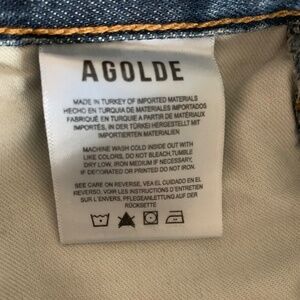 AGOLDE
MADE IN TURKEY OF IMPORTED MATERIALS
HECHO EN TURQUIA DE MATERIALES IMPORTADOS
FABRIQUÉ EN TURQUIE A PARTIR DE MATÉRIAUX
IMPORTÉS, IN DER TÜRKEI HERGESTELLT MIT
IMPORTIERTEN MATERIALIEN
MACHINE WASH COLD INSIDE OUT WITH
LIKE COLORS, DO NOT BLEACH,TUMBLE
DRY LOW, IRON MEDIUM IF NECESSARY,
IF DECORATED OR PRINTED DO NOT IRON.
SEE CARE ON REVERSE, VEA EL CUIDADO EN EL
REVERSO, VOIR LES INSTRUCTIONS D'ENTRETIEN
SUR L'ENVERS, PFLEGEANLEITUNG AUF DER
RÜCKSETTE